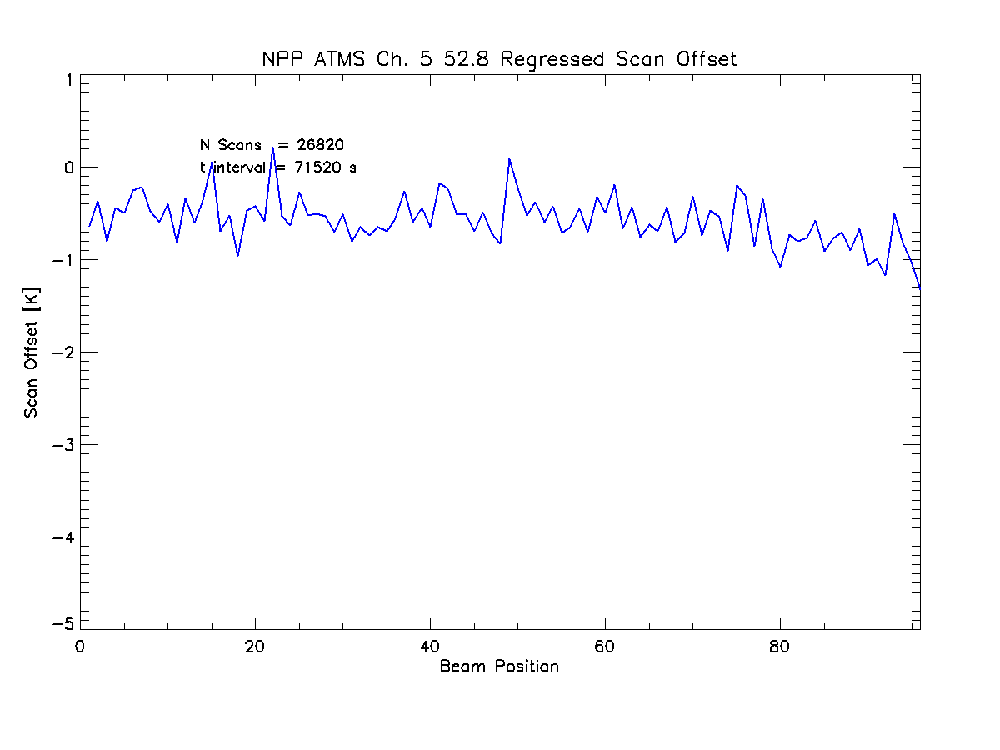 NPP ATMS Ch. 5 52.8 Regressed Scan Offset
1
N Scans = 26820
t interval = 71520 s
0
-1
-2
-3
-4
-5
Scan Offset [K]
0 20 40 60 80
Beam Position